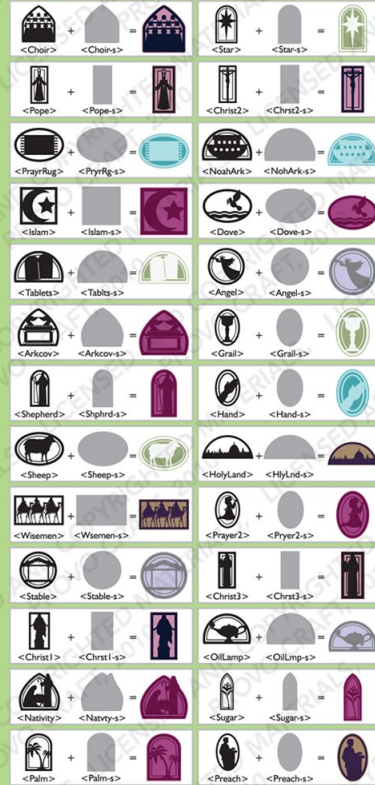 + =
<Choir> <Choir-s>
+ =
<Star> <Star-s>
+ =
<Pope> <Pope-s>
+ =
<Christ2> <Chrst2-s>
+ =
<PrayrRug> <PryrRg-s>
+ =
<NoahArk> <NohArk-s>
+ =
<Islam> <Islam-s>
+ =
<Dove> <Dove-s>
+ =
<Tablets> <Tablts-s>
+ =
<Angel> <Angel-s>
+ =
<Arkcov> <Arkcov-s>
+ =
<Grail> <Grail-s>
+ =
<Shepherd> <Shphrd-s>
+ =
<Hand> <Hand-s>
+ =
<Sheep> <Sheep-s>
+ =
<HolyLand> <HlyLnd-s>
+ =
<Wisemen> <Wsemen-s>
+ =
<Prayer2> <Pryer2-s>
+ =
<Stable> <Stable-s>
+ =
<Christ3> <Chrst3-s>
+ =
<Christ1> <Chrst1-s>
+ =
<OilLamp> <OilLmp-s>
+ =
<Nativity> <Natvty-s>
+ =
<Sugar> <Sugar-s>
+ =
<Palm> <Palm-s>
+ =
<Preach> <Preach-s>